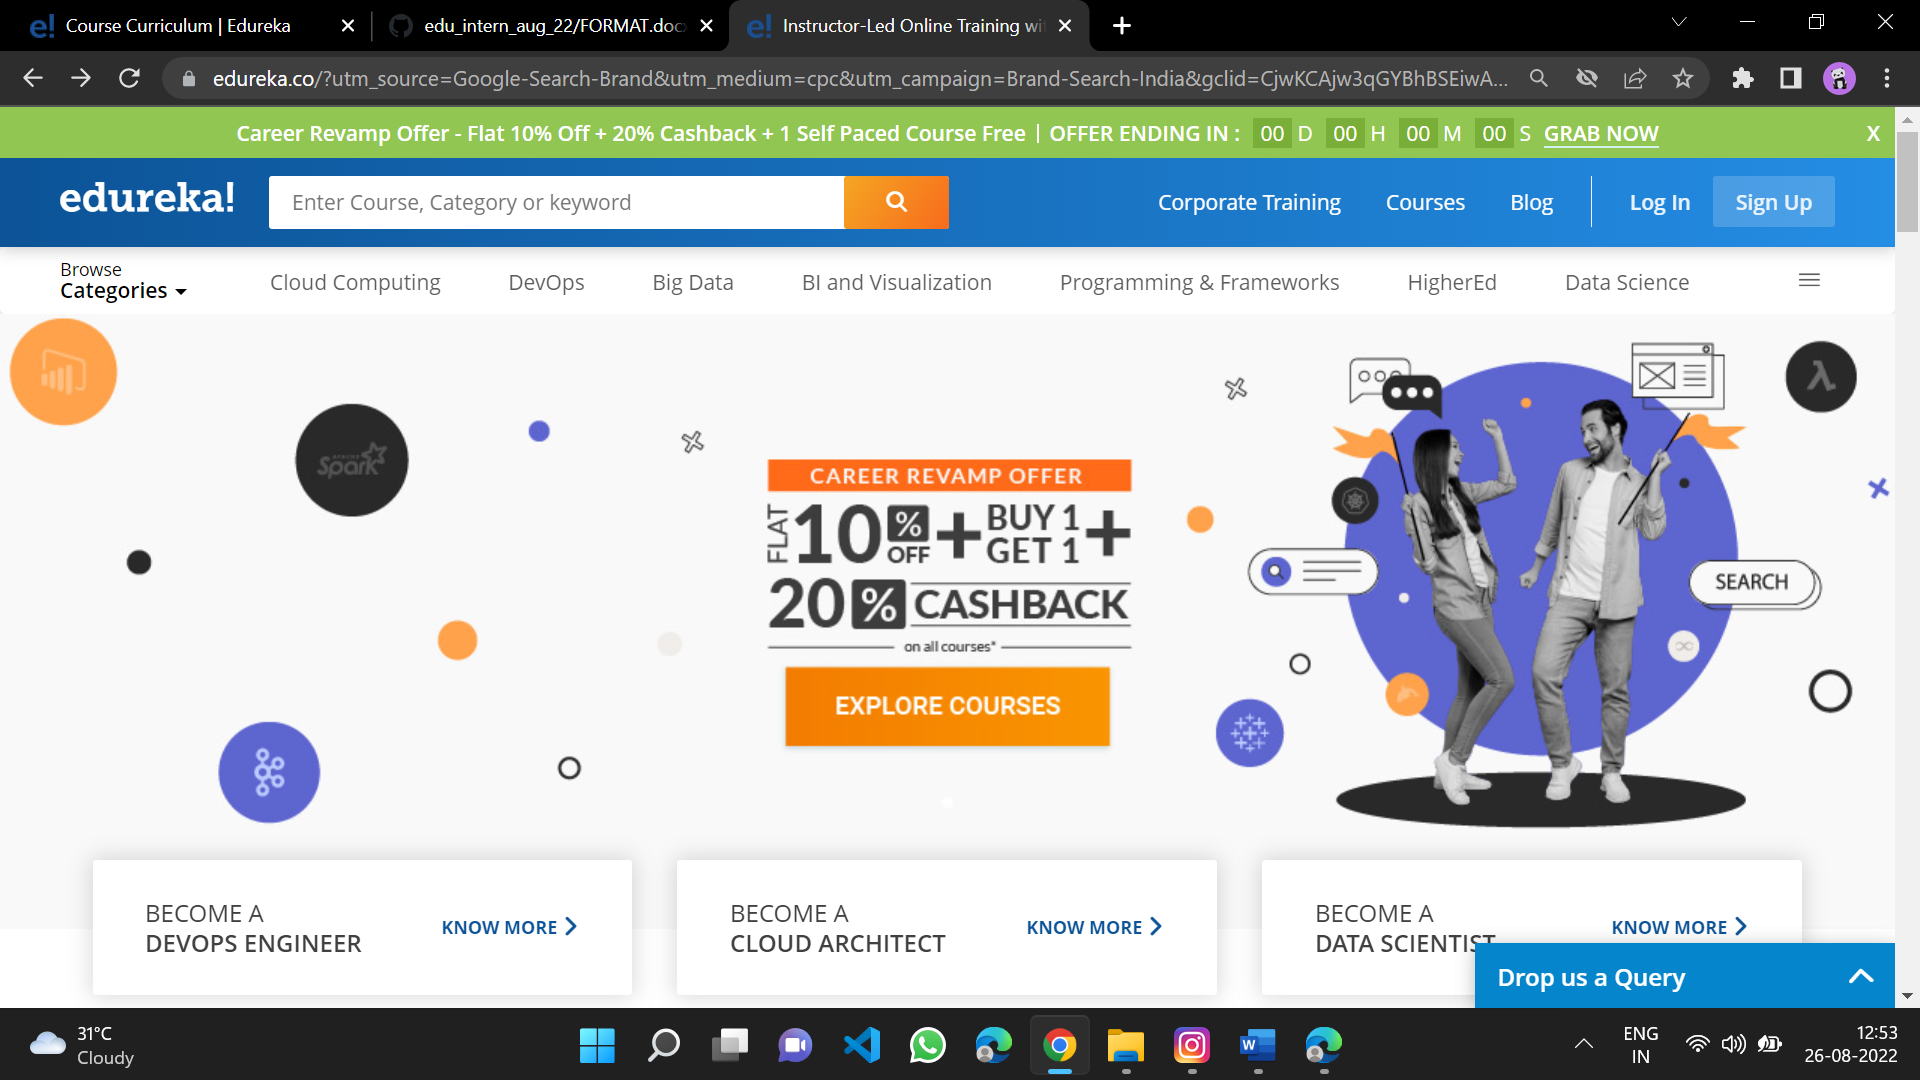 Course Curriculum | Edureka
edu_intern_aug_22/FORMAT.docx
Instructor-Led Online Training wi
edureka.co/?utm_source=Google-Search-Brand&utm_medium=cpc&utm_campaign=Brand-Search-India&gclid=CjwKCAjw3qGYBhBSEiwA...
Career Revamp Offer - Flat 10% Off + 20% Cashback + 1 Self Paced Course Free | OFFER ENDING IN : 00 D 00 H 00 M 00 S GRAB NOW X
edureka!
Enter Course, Category or keyword
Corporate Training Courses Blog Log In Sign Up
Browse
Categories
Cloud Computing DevOps Big Data BI and Visualization Programming & Frameworks HigherEd Data Science
APACHE
Spark
CAREER REVAMP OFFER
FLAT 10% OFF + BUY 1 GET 1 +
20% CASHBACK
on all courses*
EXPLORE COURSES
SEARCH
BECOME A
DEVOPS ENGINEER
KNOW MORE
BECOME A
CLOUD ARCHITECT
KNOW MORE
BECOME A
DATA SCIENTIST
KNOW MORE
Drop us a Query
31°C
Cloudy
ENG
IN
12:53
26-08-2022